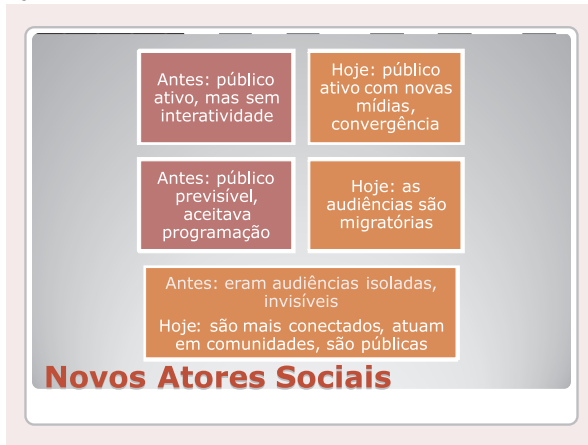 Antes: público
ativo, mas sem
interatividade
Hoje: público
ativo com novas
mídias,
convergência
Antes: público
previsível,
aceitava
programação
Hoje: as
audiências são
migratórias
Antes: eram audiências isoladas,
invisíveis
Hoje: são mais conectados, atuam
em comunidades, são públicas
Novos Atores Sociais